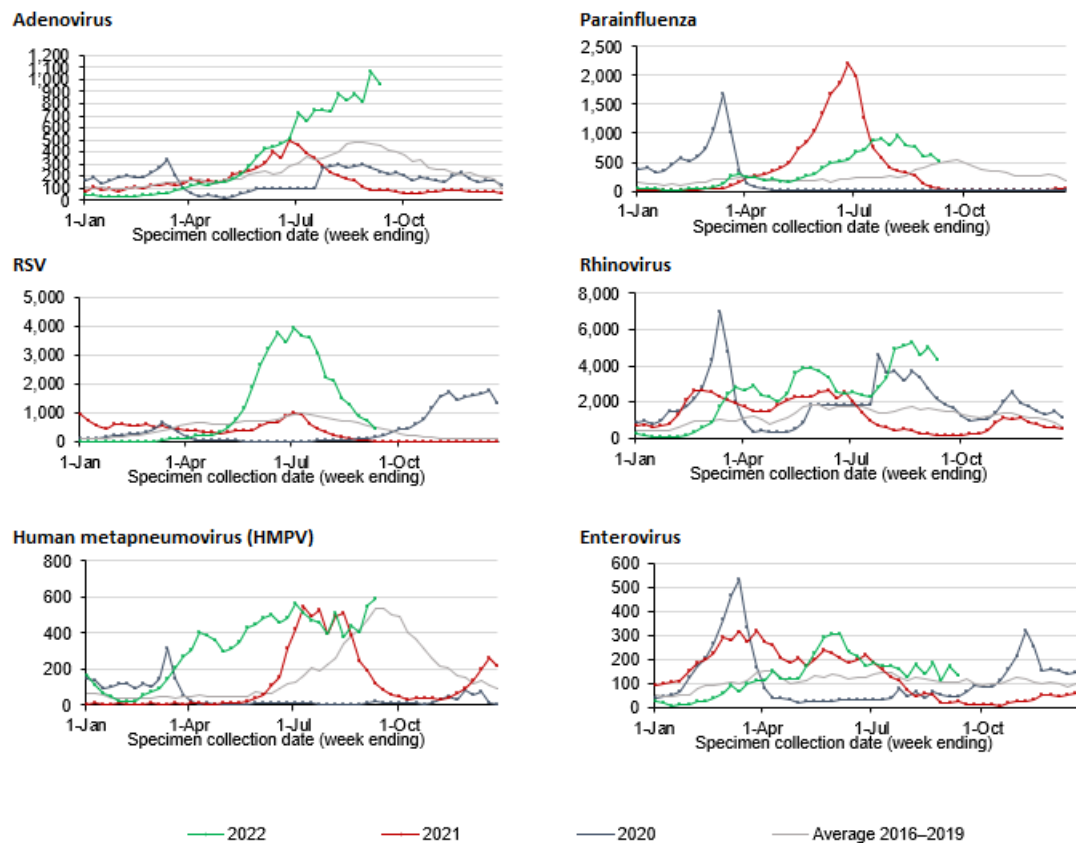 Adenovirus
1,200
1,100
1,000
900
800
700
600
500
400
300
200
100
0
1-Jan 1-Apr 1-Jul 1-Oct
Specimen collection date (week ending)
Parainfluenza
2,500
2,000
1,500
1,000
500
0
1-Jan 1-Apr 1-Jul 1-Oct
Specimen collection date (week ending)
RSV
5,000
4,000
3,000
2,000
1,000
0
1-Jan 1-Apr 1-Jul 1-Oct
Specimen collection date (week ending)
Rhinovirus
8,000
6,000
4,000
2,000
0
1-Jan 1-Apr 1-Jul 1-Oct
Specimen collection date (week ending)
Human metapneumovirus (HMPV)
800
600
400
200
0
1-Jan 1-Apr 1-Jul 1-Oct
Specimen collection date (week ending)
Enterovirus
600
500
400
300
200
100
0
1-Jan 1-Apr 1-Jul 1-Oct
Specimen collection date (week ending)
2022 2021 2020 Average 2016–2019